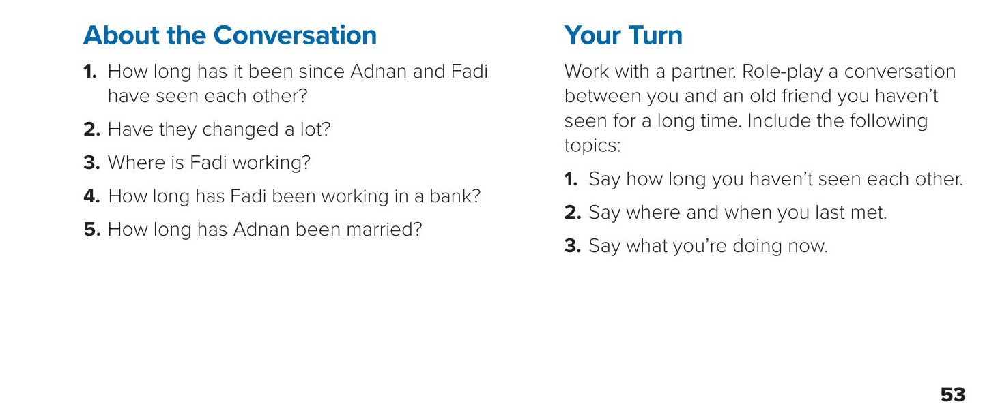 About the Conversation
1. How long has it been since Adnan and Fadi
have seen each other?
2. Have they changed a lot?
3. Where is Fadi working?
4. How long has Fadi been working in a bank?
5. How long has Adnan been married?
Your Turn
Work with a partner. Role-play a conversation
between you and an old friend you haven’t
seen for a long time. Include the following
topics:
1. Say how long you haven’t seen each other.
2. Say where and when you last met.
3. Say what you’re doing now.
53